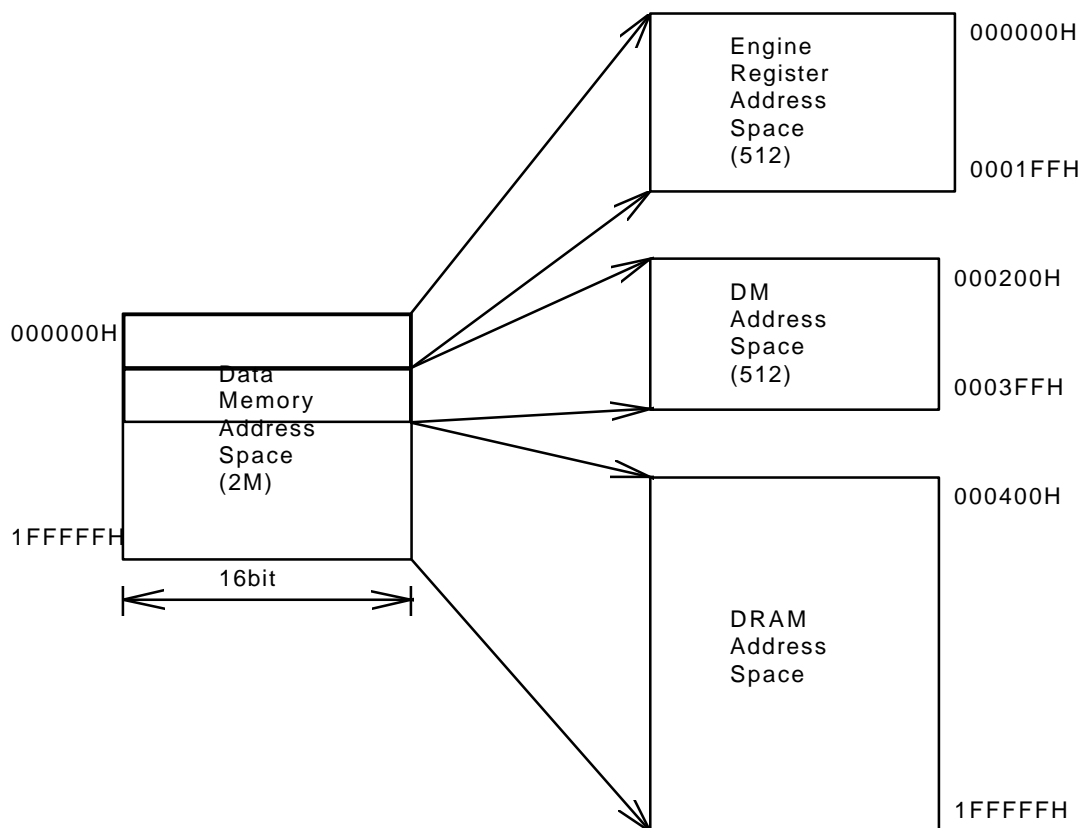 000000H
Data
Memory
Address
Space
(2M)
1FFFFFH
16bit
Engine
Register
Address
Space
(512)
000000H
0001FFH
DM
Address
Space
(512)
000200H
0003FFH
DRAM
Address
Space
000400H
1FFFFFH